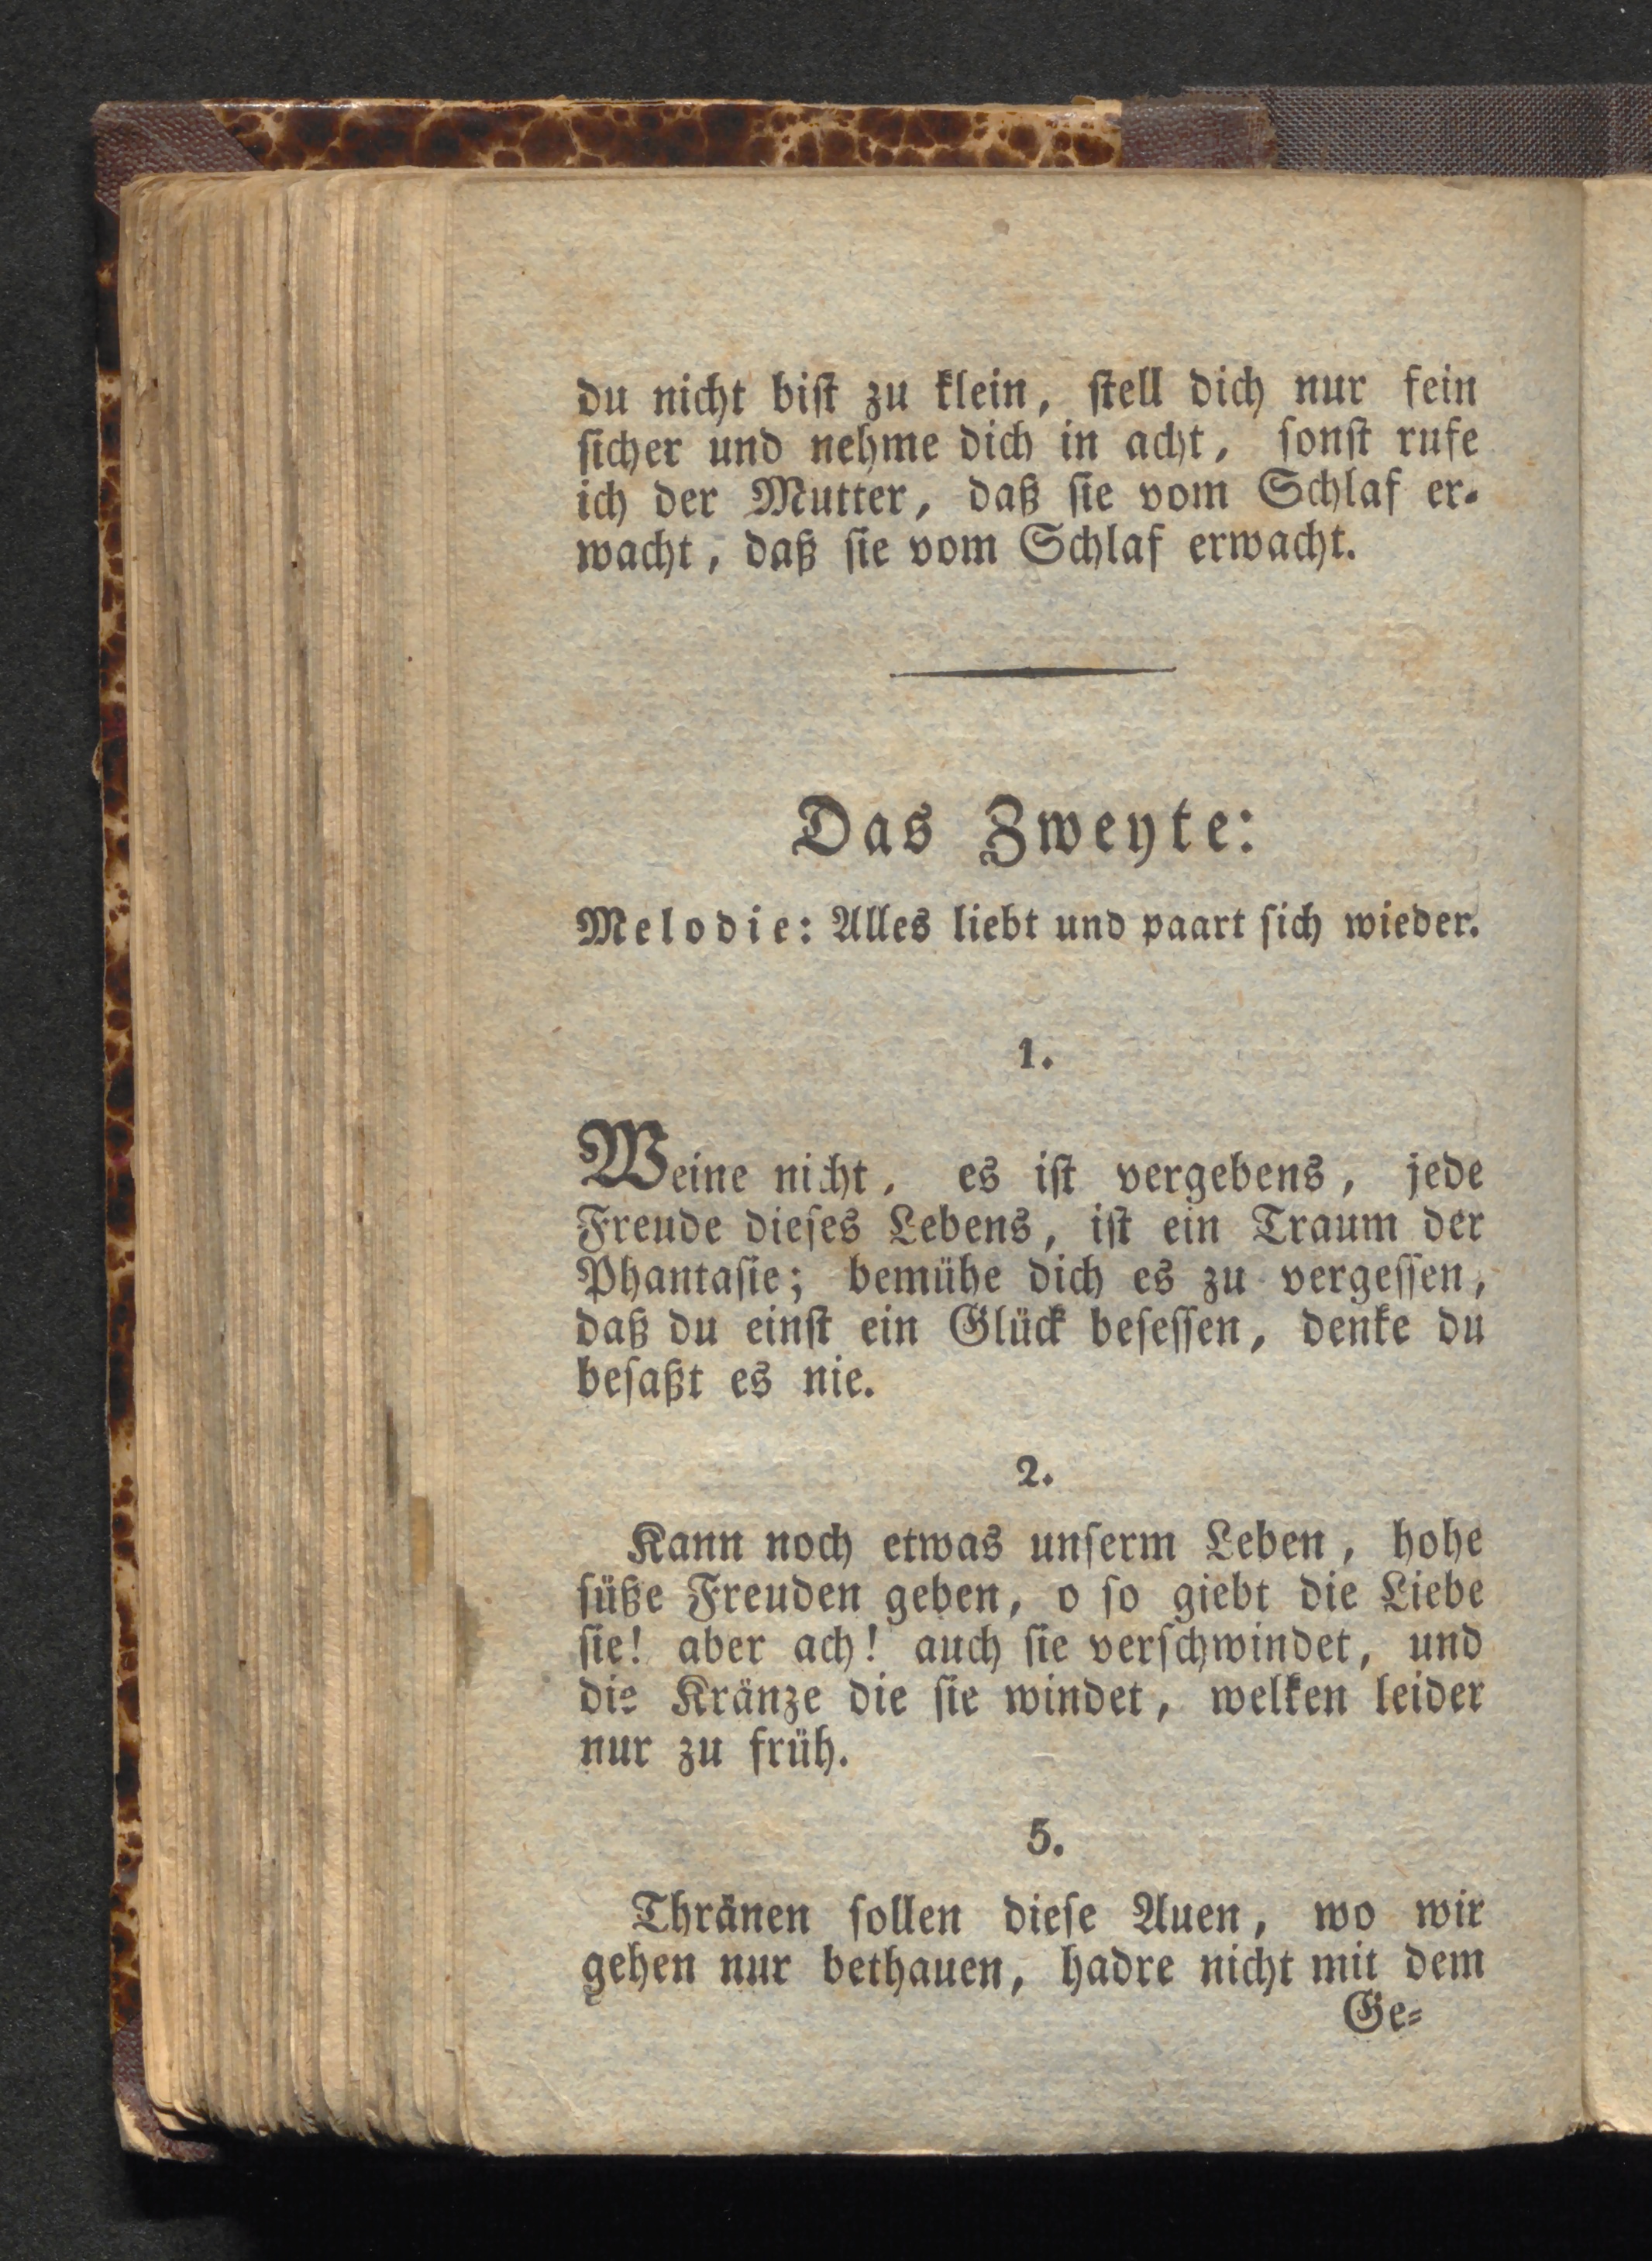 du nicht biſt zu klein, ſtell dich nur fein
ſicher und nehme dich in acht, ſonſt rufe
ich der Mutter, daß ſie vom Schlaf er-
wacht, daß ſie vom Schlaf erwacht.
Das Zweyte:
Melodie: Alles liebt und paart ſich wieder.
1.
Weine nicht, es iſt vergebens, jede
Freude dieſes Lebens, iſt ein Traum der
Phantaſie; bemühe dich es zu vergeſſen,
daß du einſt ein Glück beſeſſen, denke du
beſaßt es nie.
2.
Kann noch etwas unſerm Leben, hohe
ſüße Freuden geben, o ſo giebt die Liebe
ſie! aber ach! auch ſie verſchwindet, und
die Kränze die ſie windet, welken leider
nur zu früh.
5.
Thränen ſollen dieſe Auen, wo wir
gehen nur bethauen, hadre nicht mit dem
Ge-